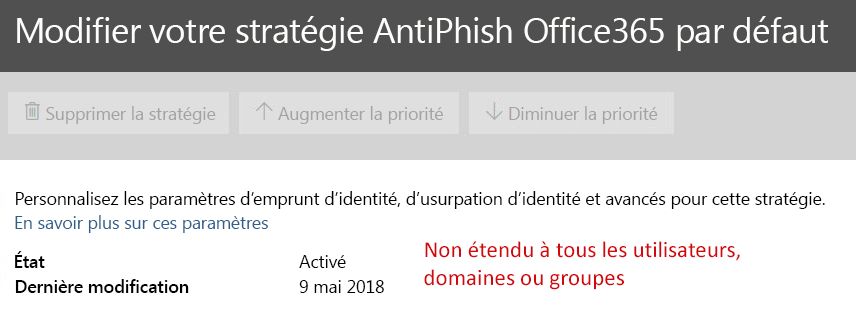 Modifier votre stratégie AntiPhish Office365 par défaut
Supprimer la stratégie
Augmenter la priorité
Diminuer la priorité
Personnalisez les paramètres d’emprunt d’identité, d’usurpation d’identité et avancés pour cette stratégie.
En savoir plus sur ces paramètres
État Activé
Dernière modification 9 mai 2018
Non étendu à tous les utilisateurs,
domaines ou groupes